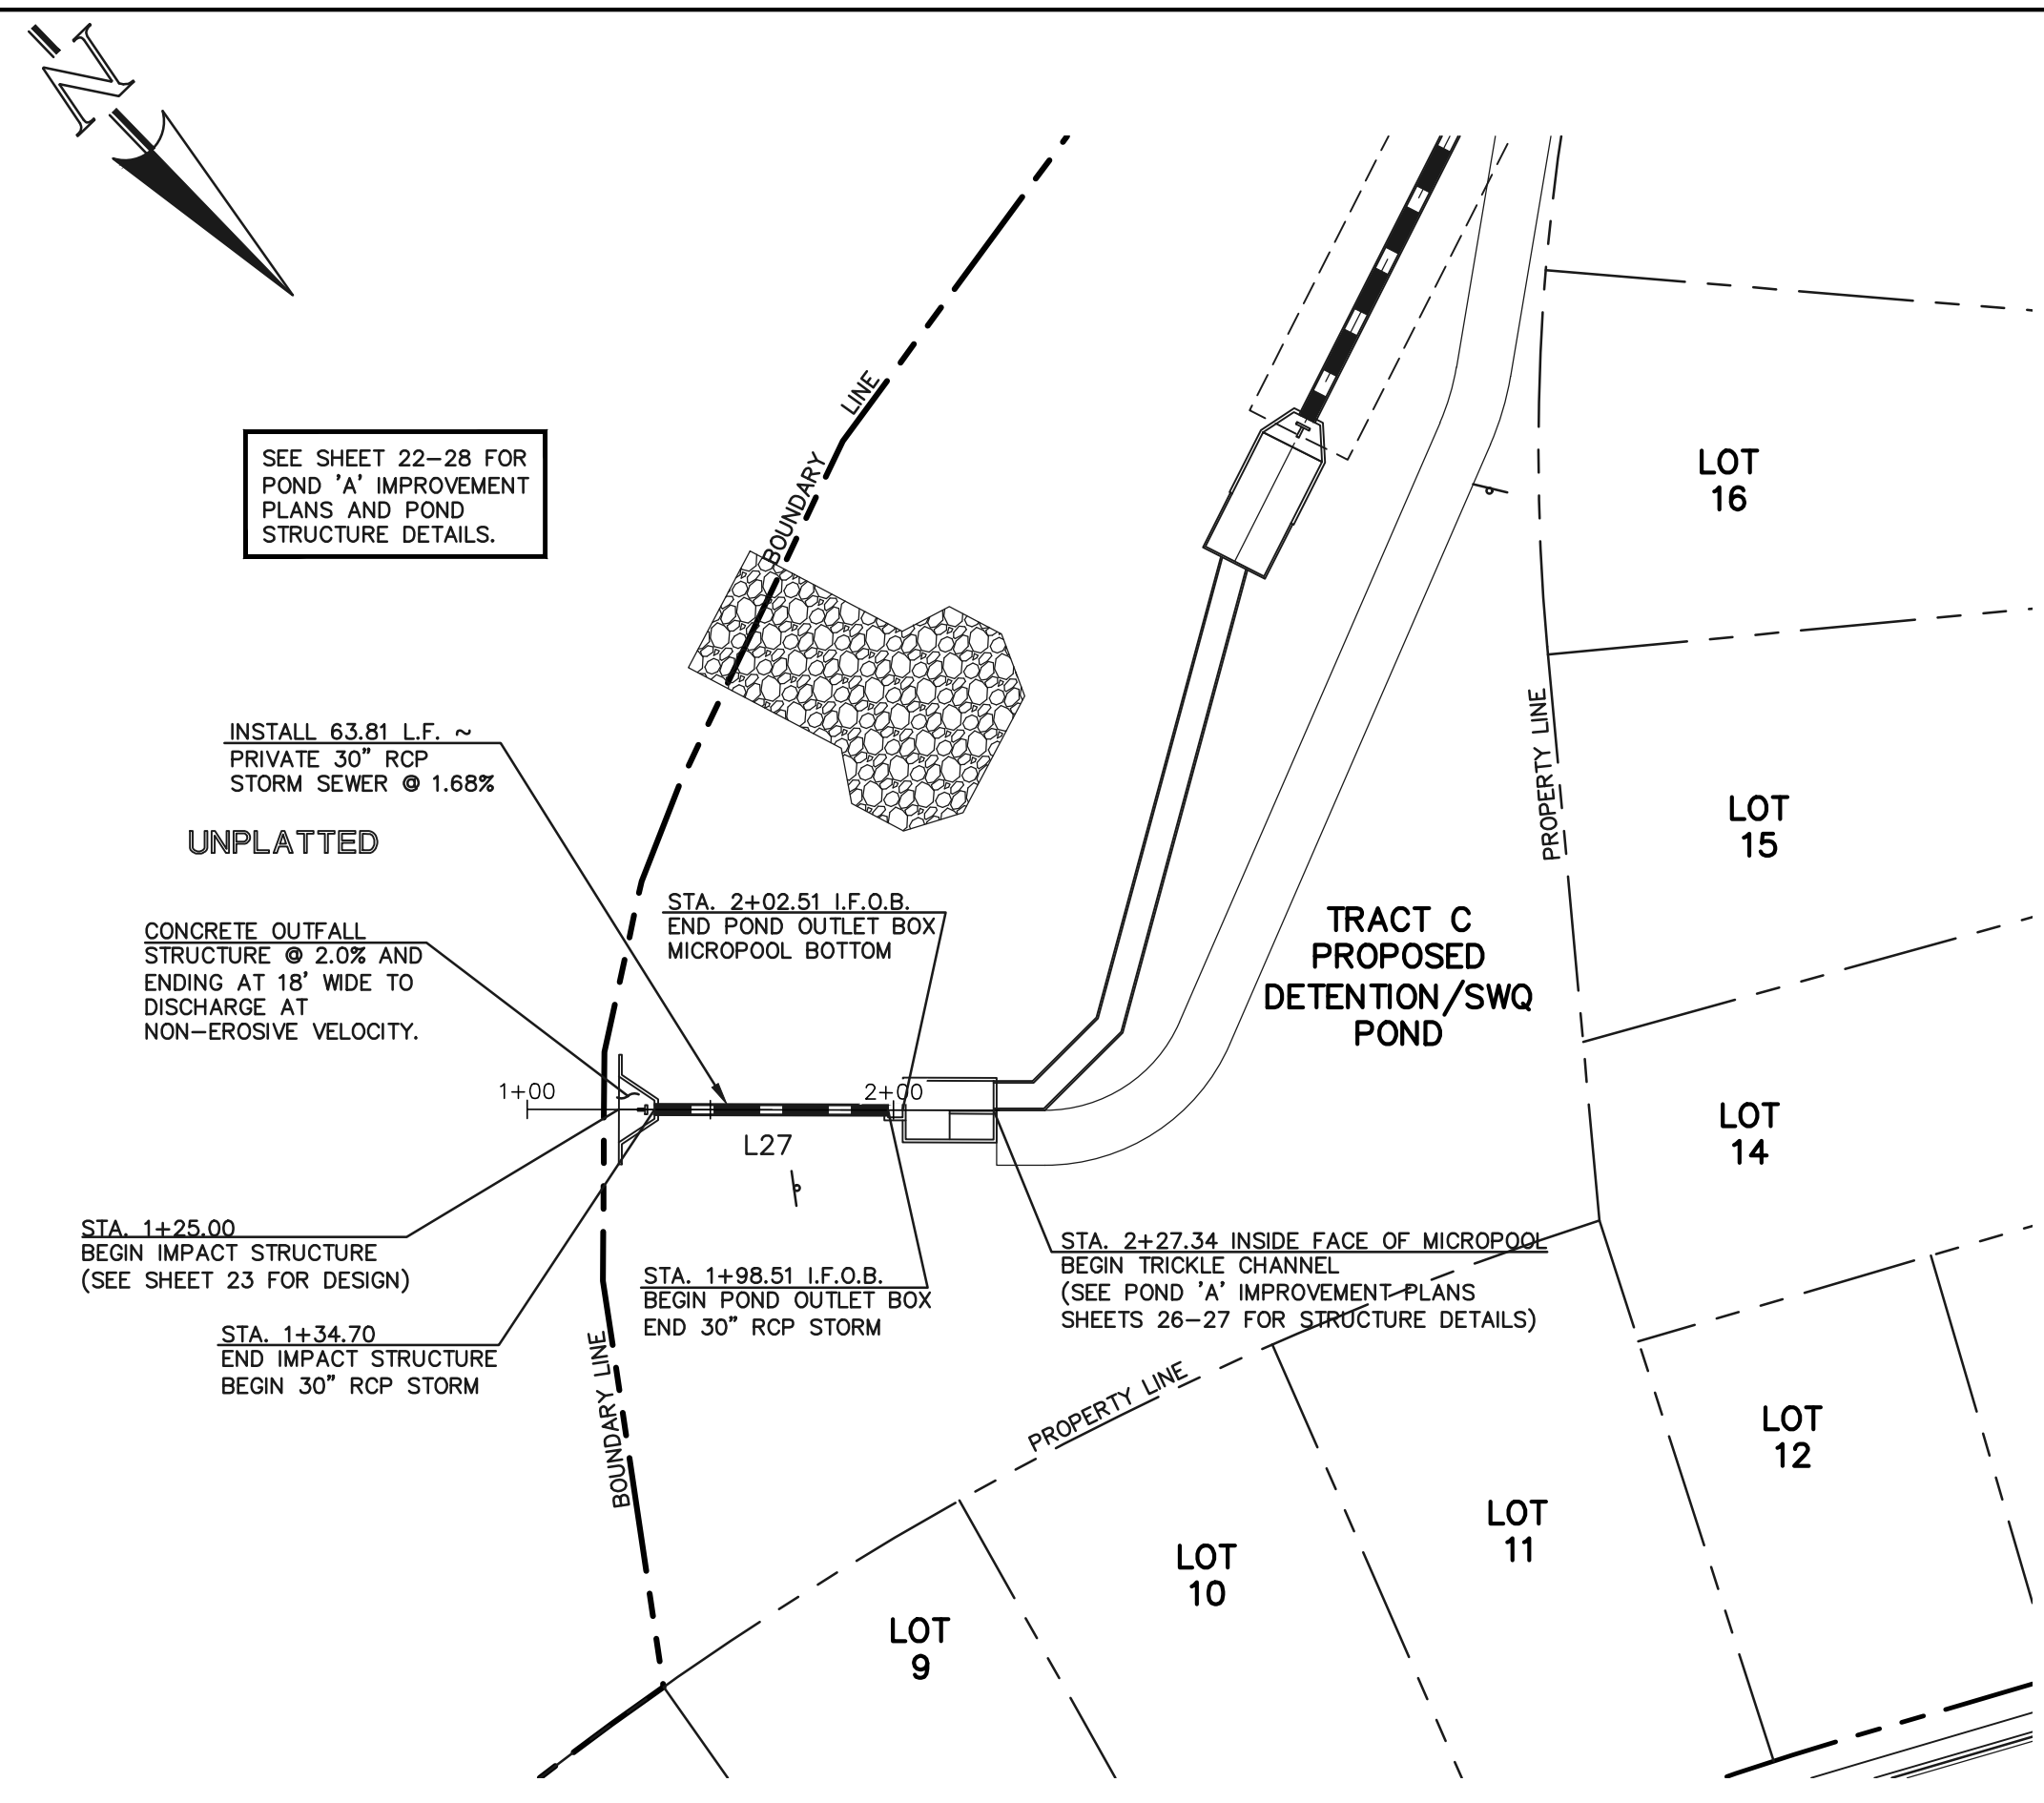 N
SEE SHEET 22-28 FOR
POND 'A' IMPROVEMENT
PLANS AND POND
STRUCTURE DETAILS.
BOUNDARY LINE
LOT
16
INSTALL 63.81 L.F. ~
PRIVATE 30" RCP
STORM SEWER @ 1.68%
UNPLATTED
PROPERTY LINE
LOT
15
CONCRETE OUTFALL
STRUCTURE @ 2.0% AND
ENDING AT 18' WIDE TO
DISCHARGE AT
NON-EROSIVE VELOCITY.
STA. 2+02.51 I.F.O.B.
END POND OUTLET BOX
MICROPOOL BOTTOM
TRACT C
PROPOSED
DETENTION/SWQ
POND
1+00
2+00
L27
LOT
14
STA. 1+25.00
BEGIN IMPACT STRUCTURE
(SEE SHEET 23 FOR DESIGN)
STA. 1+34.70
END IMPACT STRUCTURE
BEGIN 30" RCP STORM
STA. 1+98.51 I.F.O.B.
BEGIN POND OUTLET BOX
END 30" RCP STORM
STA. 2+27.34 INSIDE FACE OF MICROPOOL
BEGIN TRICKLE CHANNEL
(SEE POND 'A' IMPROVEMENT PLANS
SHEETS 26-27 FOR STRUCTURE DETAILS)
BOUNDARY LINE
PROPERTY LINE
LOT
12
LOT
11
LOT
10
LOT
9